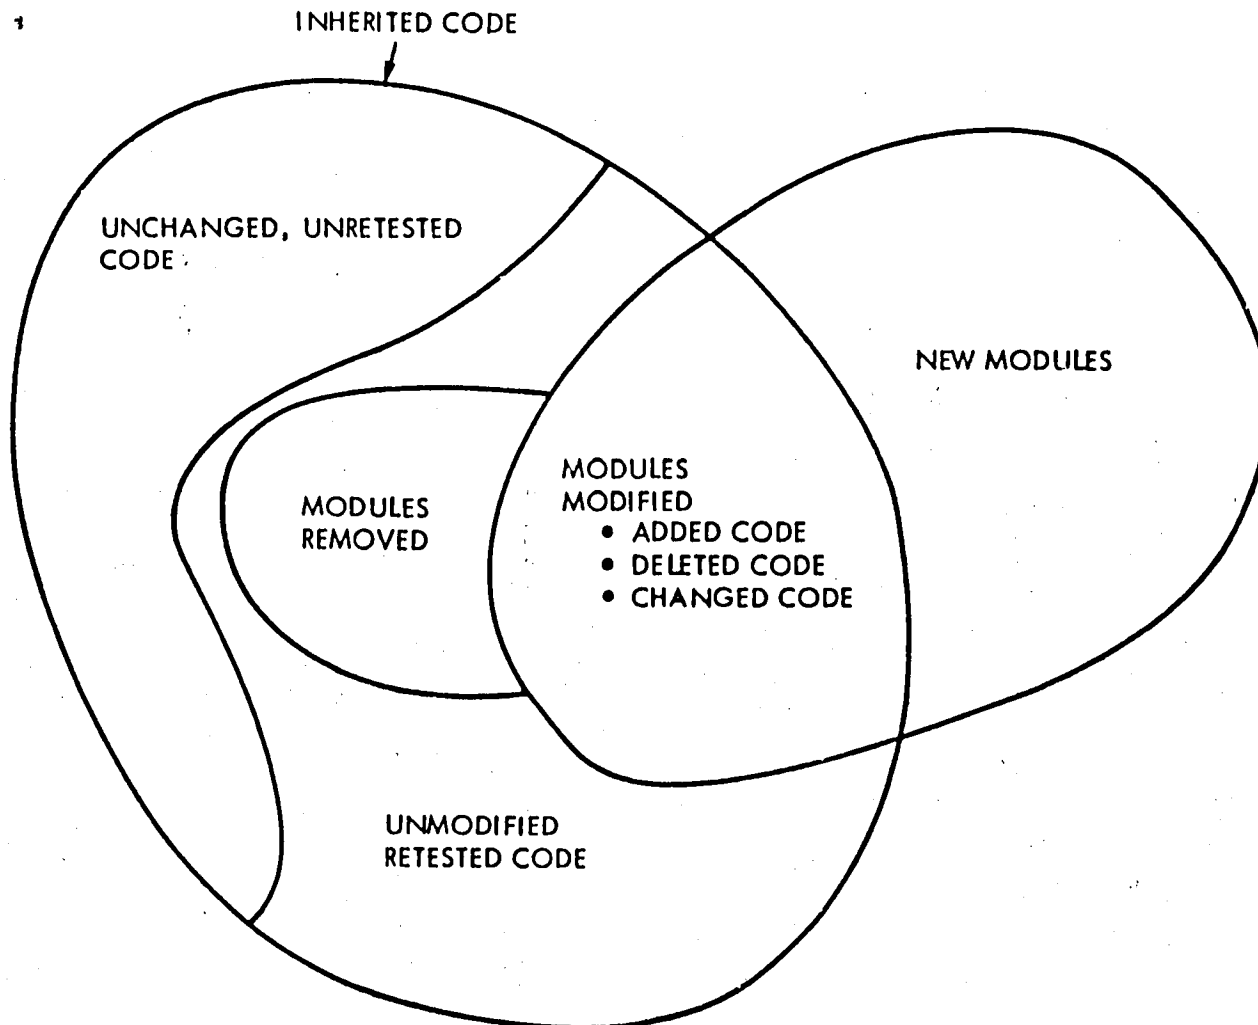 INHERITED CODE
UNCHANGED, UNRETESTED
CODE
NEW MODULES
MODULES
MODIFIED
• ADDED CODE
• DELETED CODE
• CHANGED CODE
MODULES
REMOVED
UNMODIFIED
RETESTED CODE